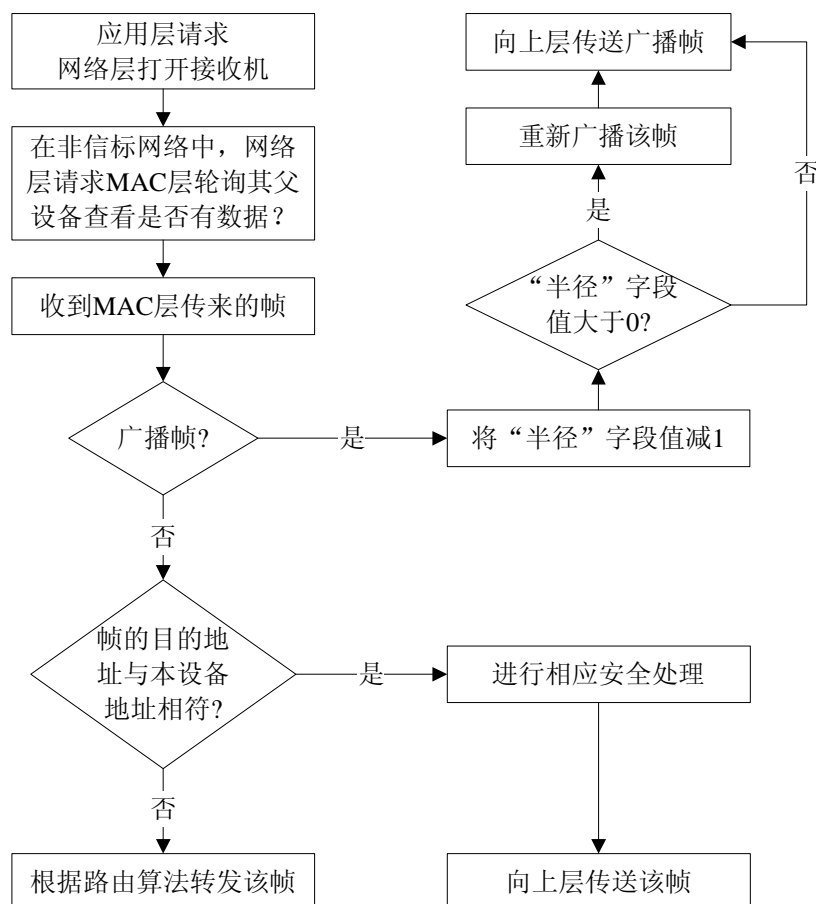 应用层请求
网络层打开接收机
在非信标网络中，网络
层请求MAC层轮询其父
设备查看是否有数据？
收到MAC层传来的帧
广播帧?
是
将“半径”字段值减1
“半径”字段
值大于0?
是
否
重新广播该帧
向上层传送广播帧
否
帧的目的地
址与本设备
地址相符?
是
进行相应安全处理
向上层传送该帧
否
根据路由算法转发该帧